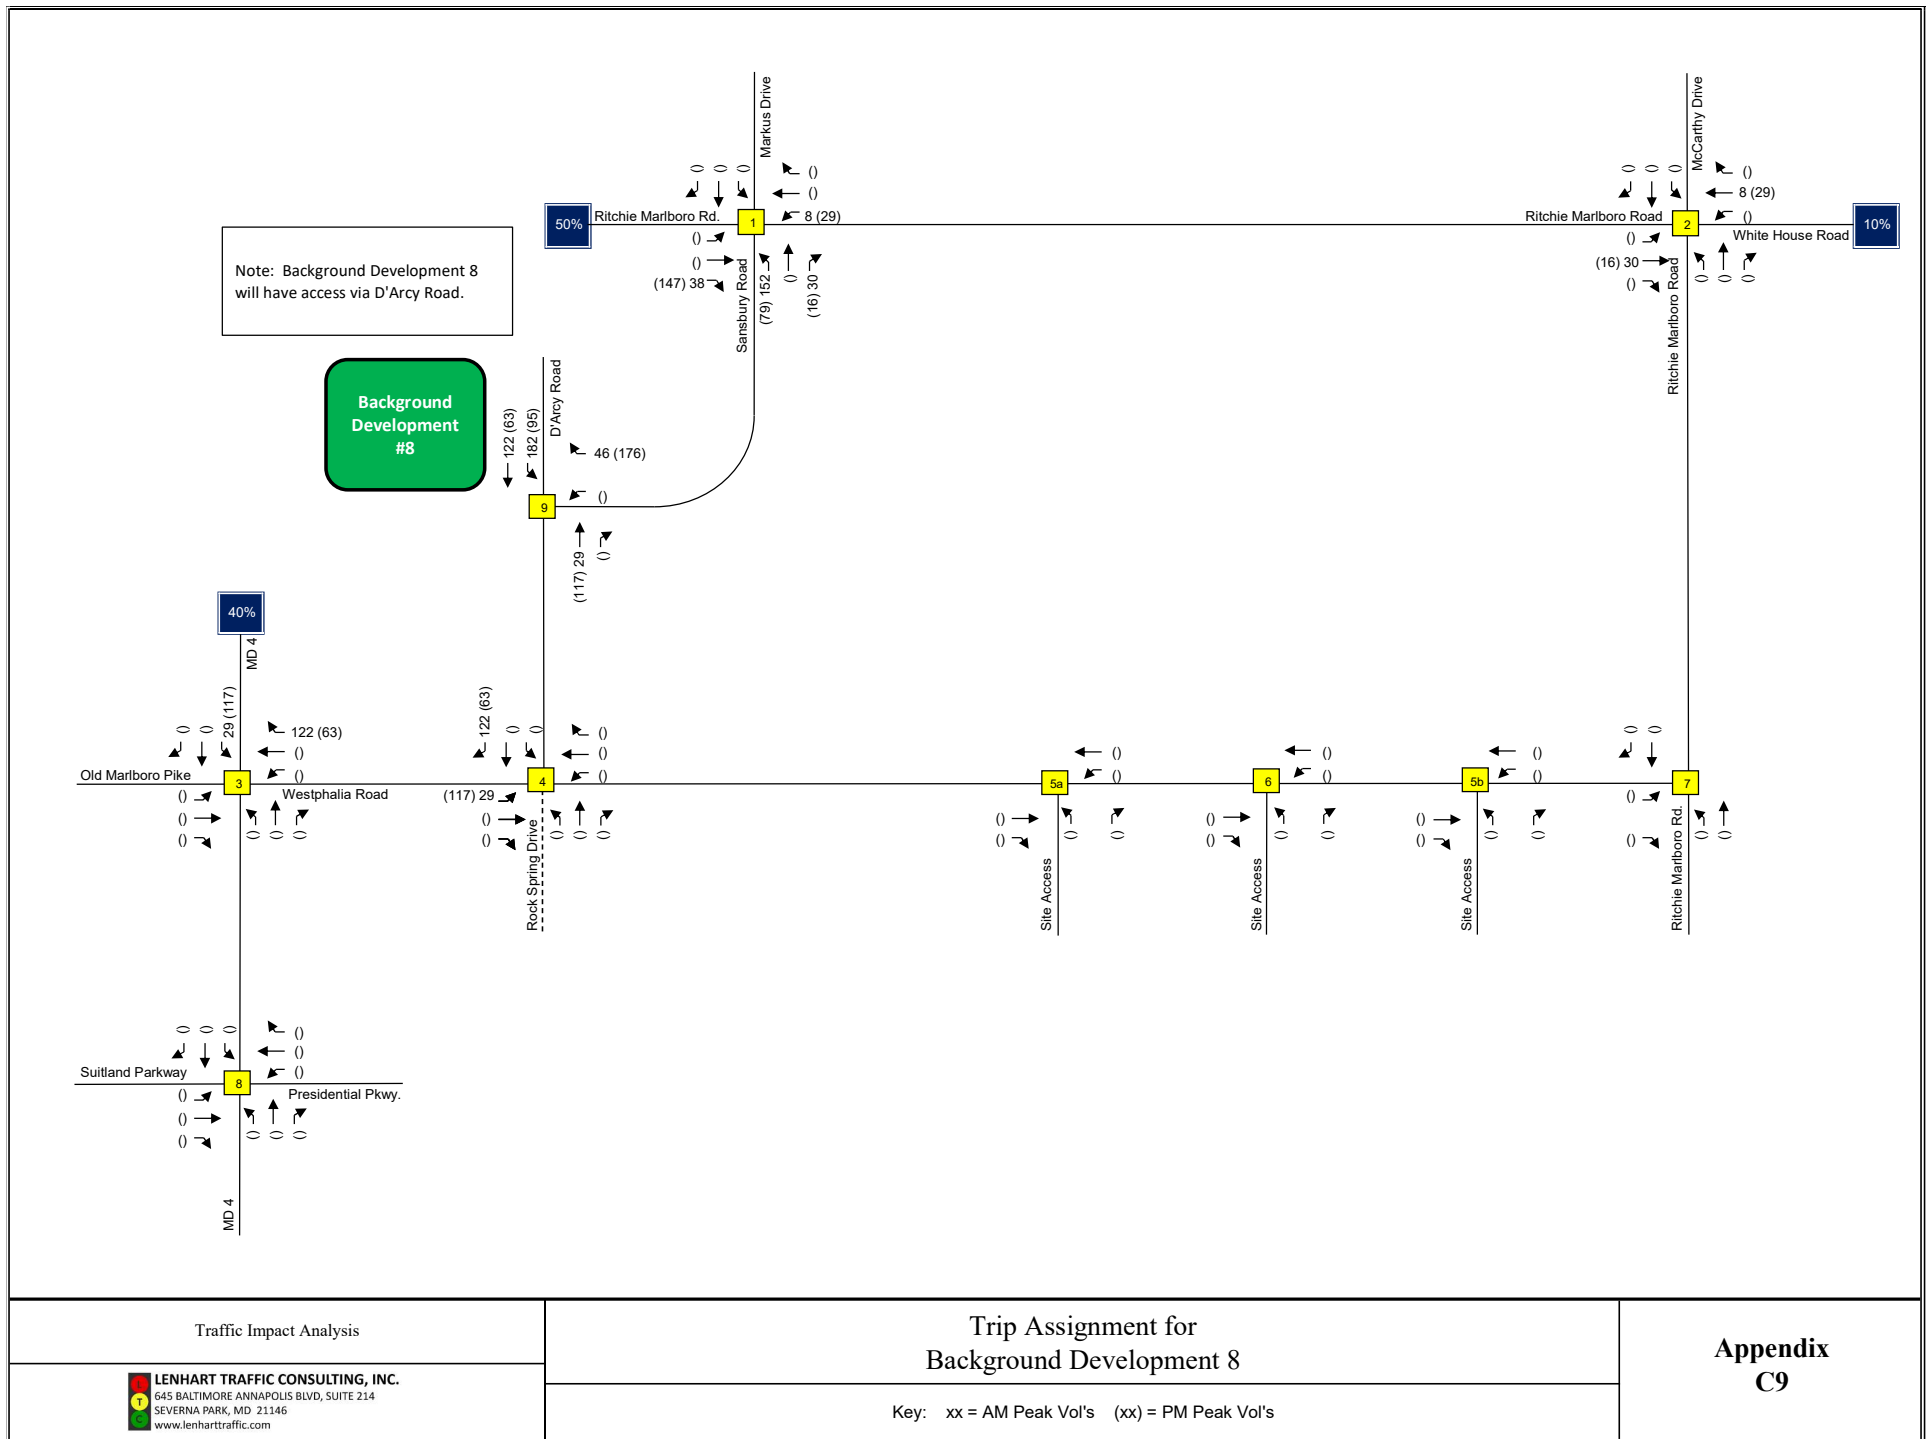 Markus Drive
McCarthy Drive
() () () ()
()
8 (29)
50%
Ritchie Marlboro Rd.
1
()
()
(147) 38
Sansbury Road
(79) 152
()
(16) 30
() () () ()
8 (29)
()
Ritchie Marlboro Road
2
White House Road
10%
()
(16) 30
()
Ritchie Marlboro Road
() () ()
Note: Background Development 8
will have access via D'Arcy Road.
Background
Development
#8
122 (63)
182 (95)
D'Arcy Road
46 (176)
()
9
(117) 29
()
40%
MD 4
() () 29 (117)
122 (63)
()
()
Old Marlboro Pike
3
Westphalia Road
()
()
()
() () ()
122 (63) () ()
()
()
()
4
(117) 29
()
()
Rock Spring Drive
() () ()
()
()
5a
()
()
() ()
Site Access
()
()
6
()
()
() ()
Site Access
()
()
5b
()
()
() ()
Site Access
() ()
7
()
()
Ritchie Marlboro Rd.
() ()
() () ()
()
()
()
Suitland Parkway
8
Presidential Pkwy.
()
()
()
() () ()
MD 4
Traffic Impact Analysis
L
T
C
LENHART TRAFFIC CONSULTING, INC.
645 BALTIMORE ANNAPOLIS BLVD, SUITE 214
SEVERNA PARK, MD 21146
www.lenharttraffic.com
Trip Assignment for
Background Development 8
Key: xx = AM Peak Vol's (xx) = PM Peak Vol's
Appendix
C9